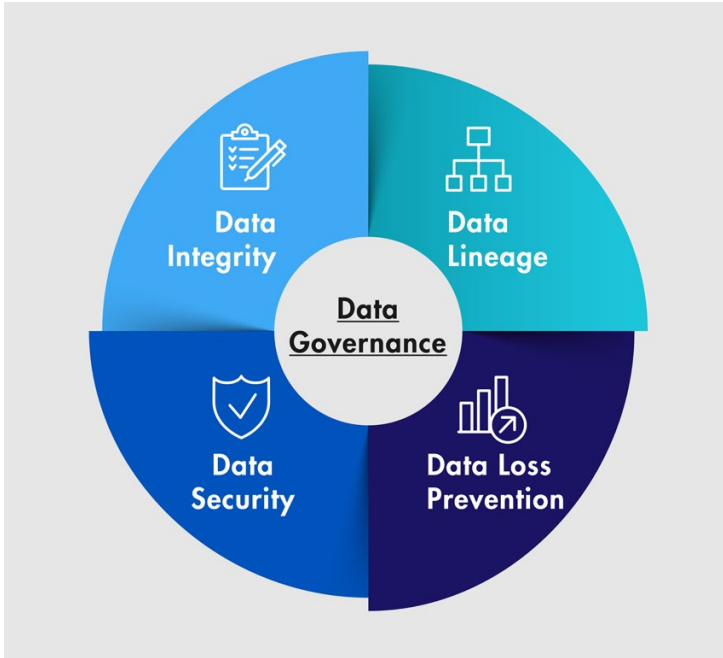 Data
Integrity
Data
Lineage
Data
Governance
Data
Security
Data Loss
Prevention